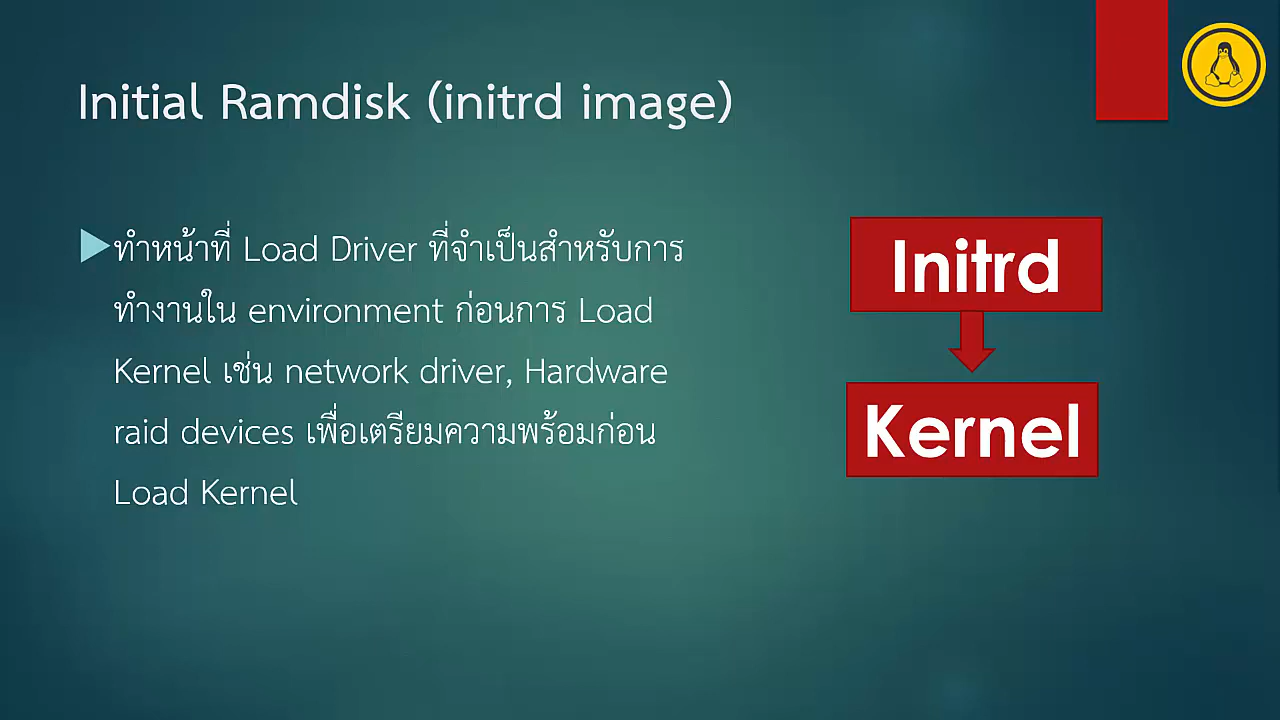 Initial Ramdisk (initrd image)
ทำหน้าที่ Load Driver ที่จำเป็นสำหรับการ
ทำงานใน environment ก่อนการ Load
Kernel เช่น network driver, Hardware
raid devices เพื่อเตรียมความพร้อมก่อน
Load Kernel
Initrd
Kernel